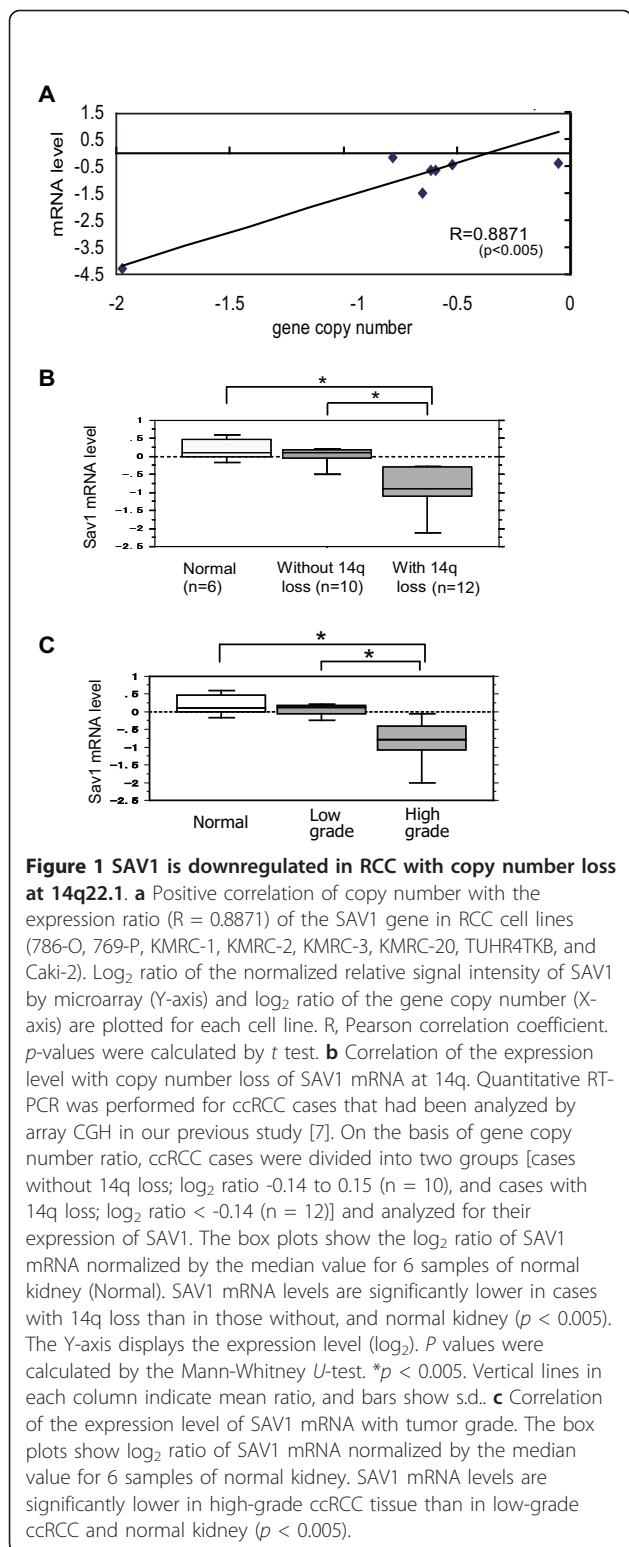 A
1.5
0.5
-0.5
-1.5
-2.5
-3.5
-4.5
mRNA level
R=0.8871
(p<0.005)
-2
-1.5
-1
-0.5
0
gene copy number
B
*
*
1
.5
0
-.5
-1
-1.5
-2
-2.5
Sav1 mRNA level
Normal
(n=6)
Without 14q
loss (n=10)
With 14q
loss (n=12)
C
*
*
1
.5
0
-.5
-1
-1.5
-2
-2.5
Sav1 mRNA level
Normal
Low
grade
High
grade
Figure 1 SAV1 is downregulated in RCC with copy number loss
at 14q22.1. a Positive correlation of copy number with the
expression ratio (R = 0.8871) of the SAV1 gene in RCC cell lines
(786-O, 769-P, KMRC-1, KMRC-2, KMRC-3, KMRC-20, TUHR4TKB, and
Caki-2). Log2 ratio of the normalized relative signal intensity of SAV1
by microarray (Y-axis) and log2 ratio of the gene copy number (X-
axis) are plotted for each cell line. R, Pearson correlation coefficient.
p-values were calculated by t test. b Correlation of the expression
level with copy number loss of SAV1 mRNA at 14q. Quantitative RT-
PCR was performed for ccRCC cases that had been analyzed by
array CGH in our previous study [7]. On the basis of gene copy
number ratio, ccRCC cases were divided into two groups [cases
without 14q loss; log2 ratio -0.14 to 0.15 (n = 10), and cases with
14q loss; log2 ratio < -0.14 (n = 12)] and analyzed for their
expression of SAV1. The box plots show the log2 ratio of SAV1
mRNA normalized by the median value for 6 samples of normal
kidney (Normal). SAV1 mRNA levels are significantly lower in cases
with 14q loss than in those without, and normal kidney (p < 0.005).
The Y-axis displays the expression level (log2). P values were
calculated by the Mann-Whitney U-test. *p < 0.005. Vertical lines in
each column indicate mean ratio, and bars show s.d.. c Correlation
of the expression level of SAV1 mRNA with tumor grade. The box
plots show log2 ratio of SAV1 mRNA normalized by the median
value for 6 samples of normal kidney. SAV1 mRNA levels are
significantly lower in high-grade ccRCC tissue than in low-grade
ccRCC and normal kidney (p < 0.005).